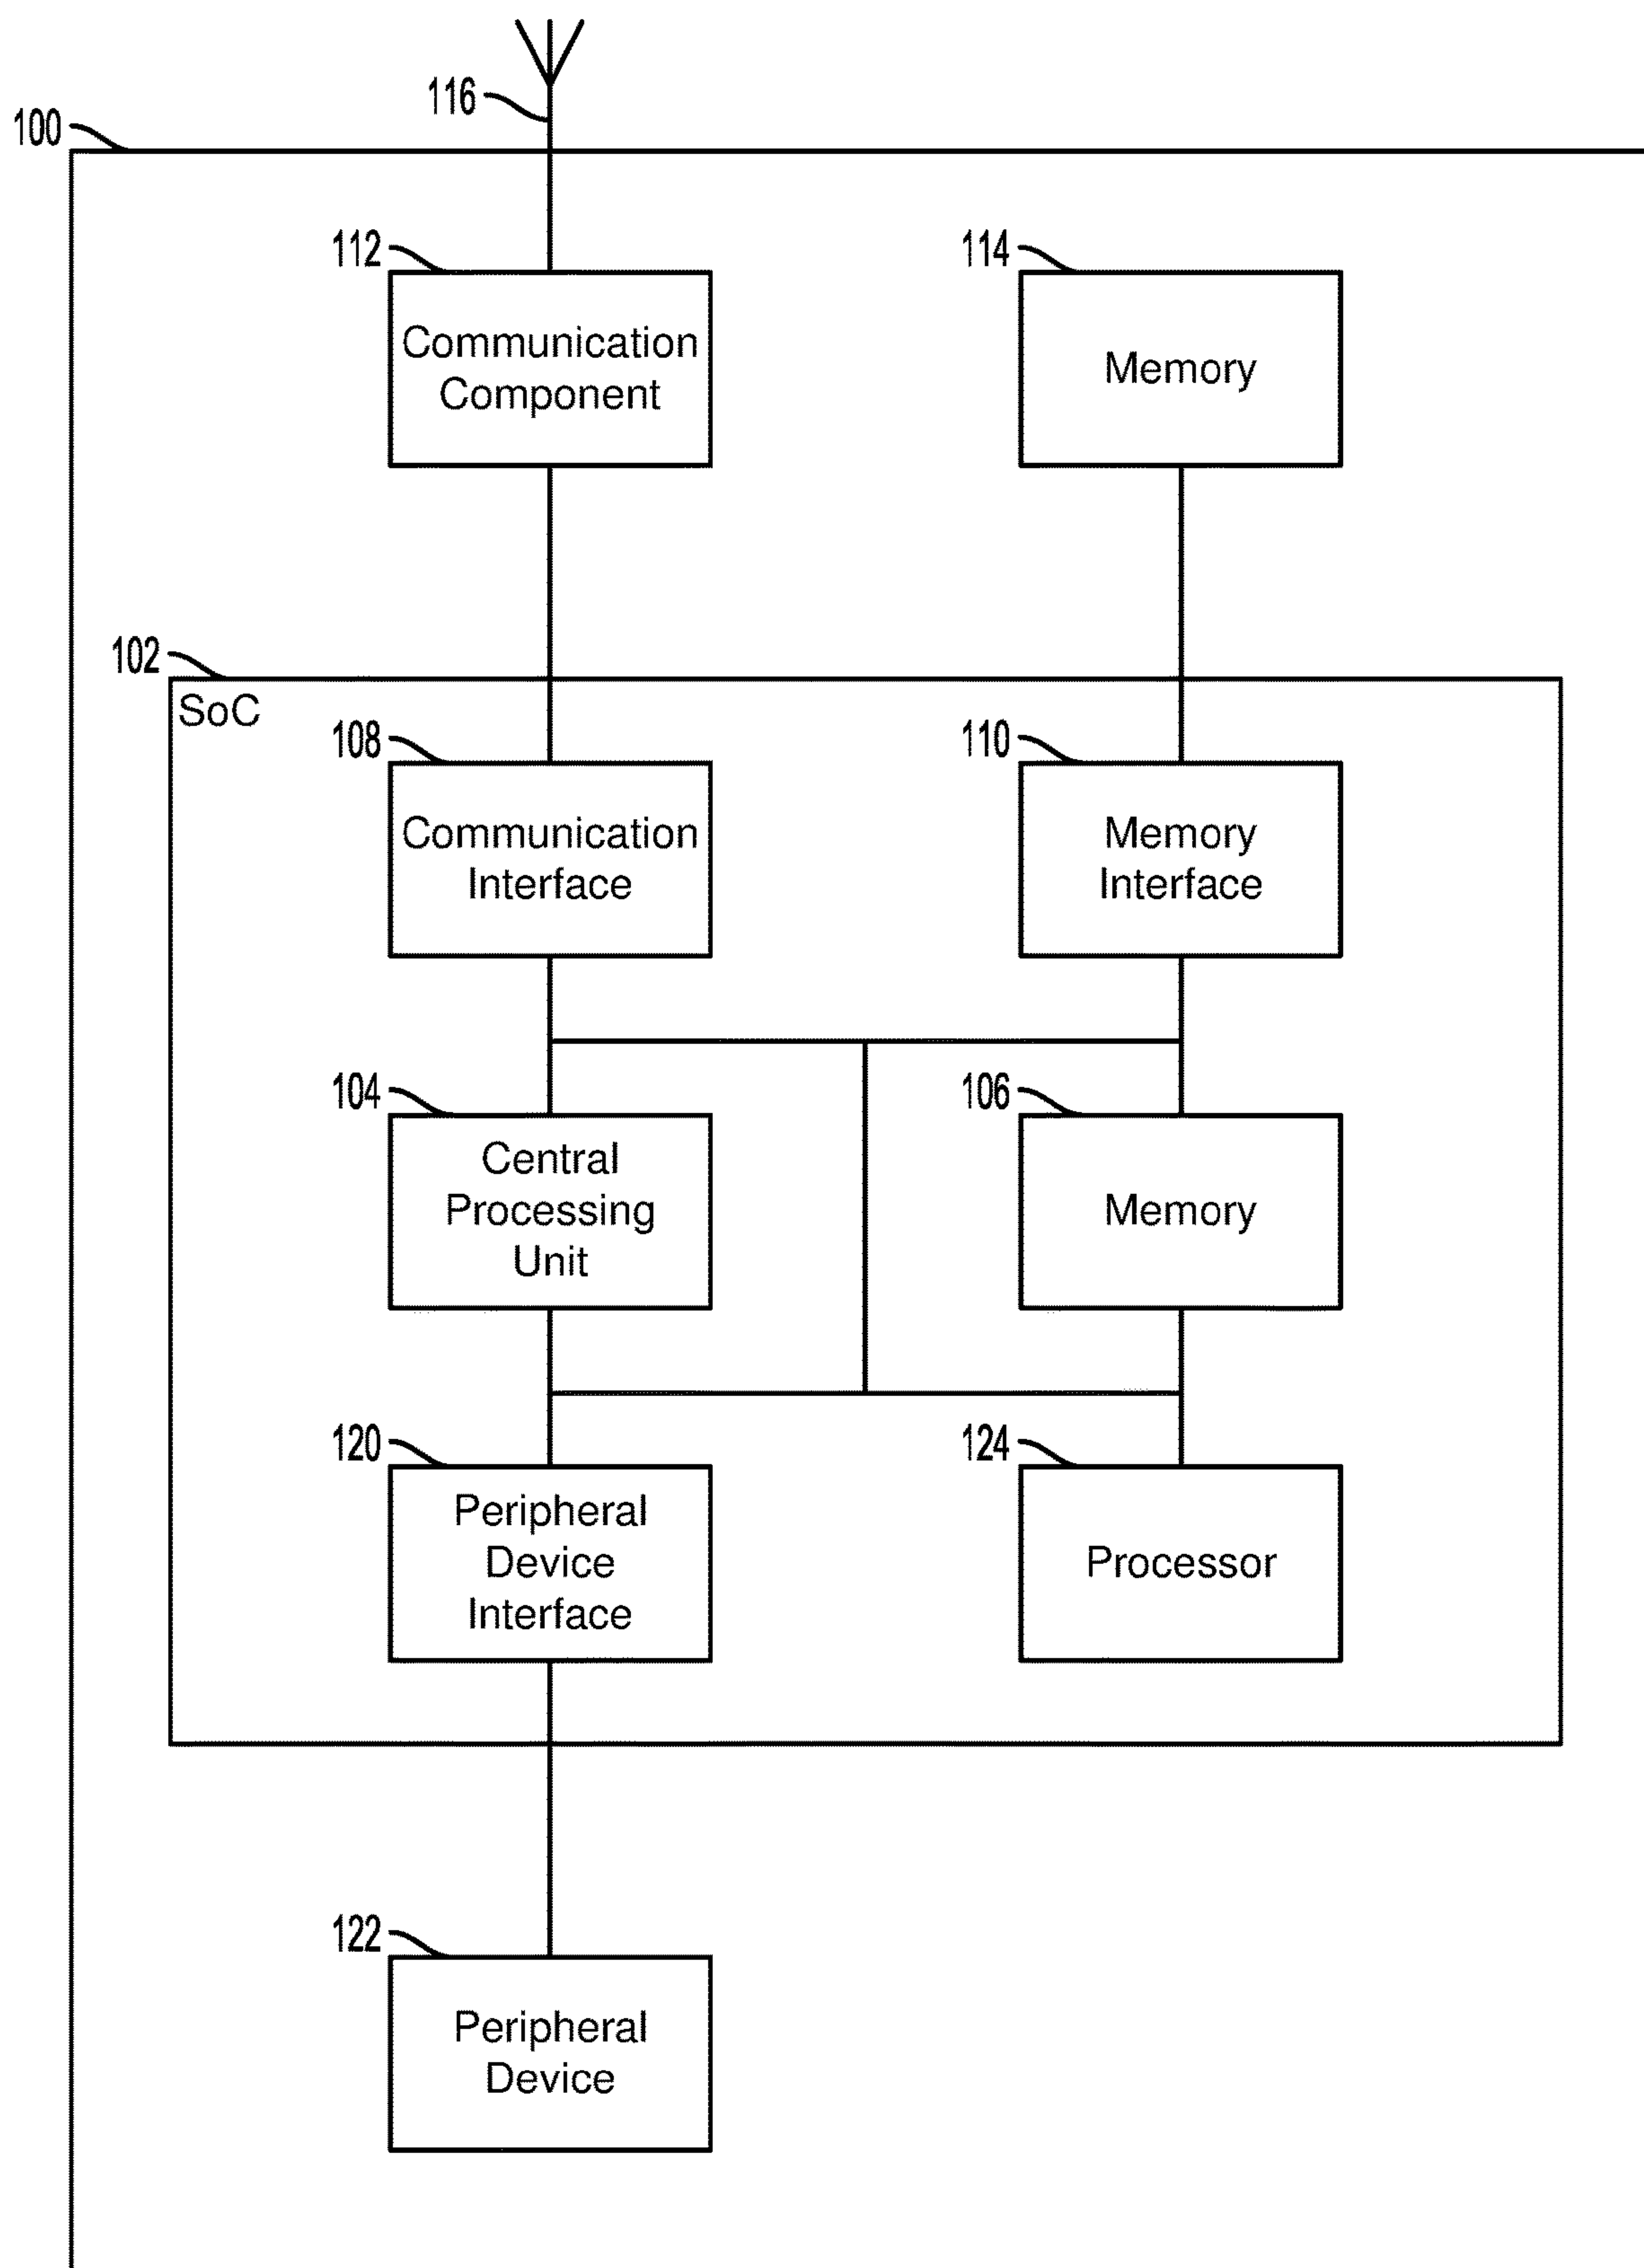 116
100
112
Communication
Component
114
Memory
102
SoC
108
Communication
Interface
110
Memory
Interface
104
Central
Processing
Unit
106
Memory
120
Peripheral
Device
Interface
124
Processor
122
Peripheral
Device